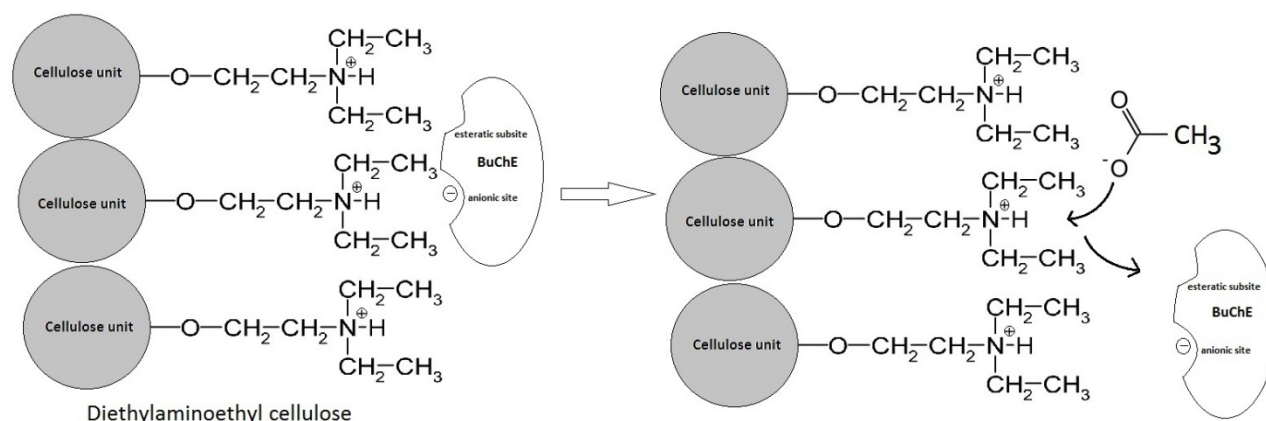 CH₂—CH₃
Cellulose unit —O—CH₂—CH₂—N⊕—H
CH₂—CH₃
esteratic subsite
BuChE
CH₂—CH₃
Cellulose unit —O—CH₂—CH₂—N⊕—H
⊖ anionic site
CH₂—CH₃
CH₂—CH₃
Cellulose unit —O—CH₂—CH₂—N⊕—H
CH₂—CH₃
Diethylaminoethyl cellulose
CH₂—CH₃
Cellulose unit —O—CH₂—CH₂—N⊕—H
CH₂—CH₃
O
CH₃
-O
CH₂—CH₃
Cellulose unit —O—CH₂—CH₂—N⊕—H
CH₂—CH₃
esteratic subsite
BuChE
⊖ anionic site
CH₂—CH₃
Cellulose unit —O—CH₂—CH₂—N⊕—H
CH₂—CH₃